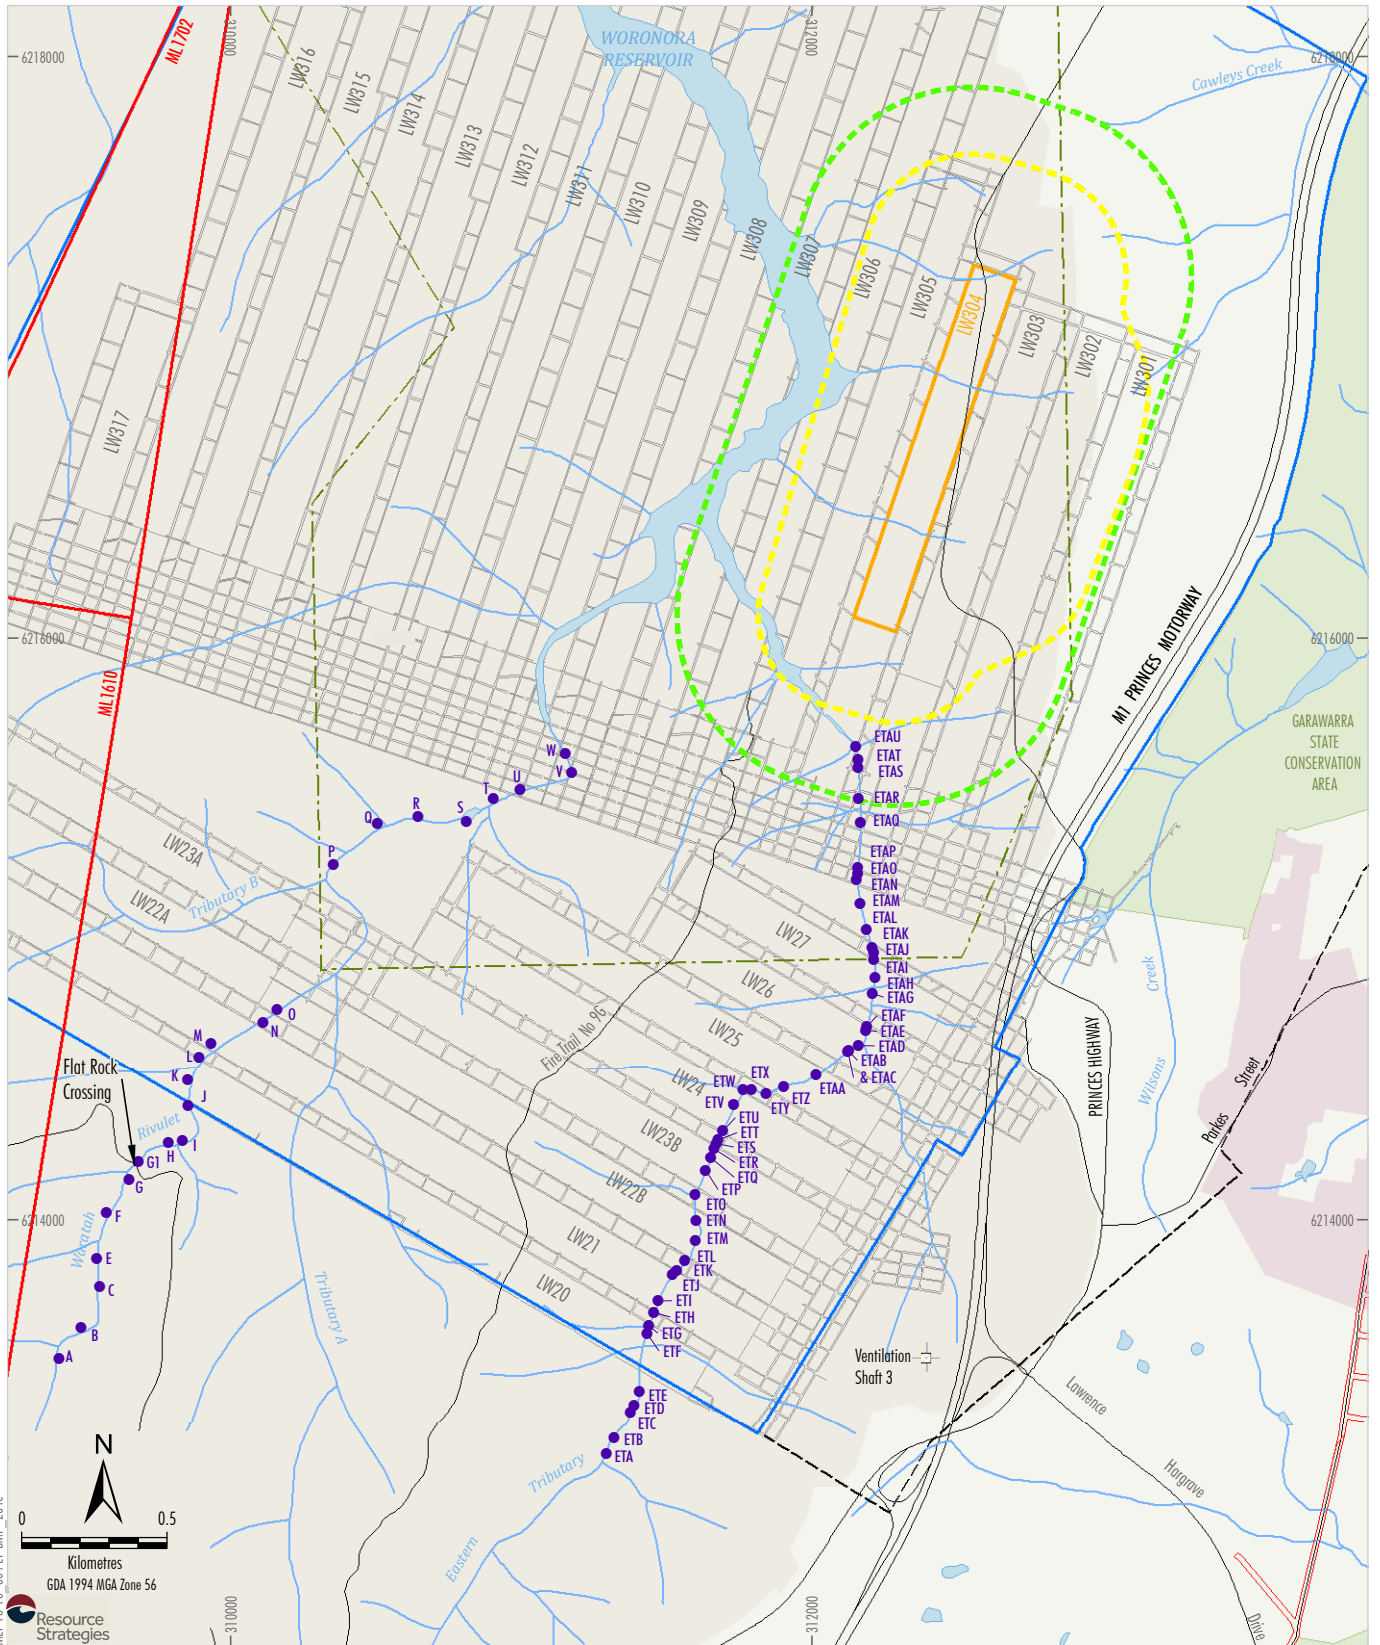 WORONORA
RESERVOIR
ML1702
310000
312000
6218000
6218000
Cawleys Creek
LW316
LW315
LW314
LW313
LW312
LW311
LW310
LW309
LW308
LW307
LW306
LW305
LW304
LW303
LW302
LW301
LW317
6216000
6216000
ML1610
M1 PRINCES MOTORWAY
GARAWARRA
STATE
CONSERVATION
AREA
W
V
U
T
S
R
Q
P
ETAU
ETAT
ETAS
ETAR
ETAQ
ETAP
ETAO
ETAN
ETAM
ETAL
ETAK
ETAJ
ETAI
ETAH
ETAG
ETAF
ETAE
ETAD
ETAB
& ETAC
ETAA
LW23A
LW22A
Tributary B
LW27
LW26
LW25
LW24
LW23B
LW22B
LW21
LW20
Fire Trail No 9G
O
N
M
L
K
J
I
H
G1
G
F
E
C
B
A
Flat Rock
Crossing
Rivulet
Waratah
ETX
ETW
ETZ
ETY
ETV
ETU
ETT
ETS
ETR
ETQ
ETP
ETO
ETN
ETM
ETL
ETK
ETJ
ETI
ETH
ETG
ETF
ETE
ETD
ETC
ETB
ETA
Creek
Wilsons
PRINCES HIGHWAY
Street
Parkes
6214000
6214000
Tributary A
Ventilation
Shaft 3
Lawrence
Hargrave
Drive
Tributary
Eastern
N
0
0.5
Kilometres
GDA 1994 MGA Zone 56
Resource
Strategies
310000
312000